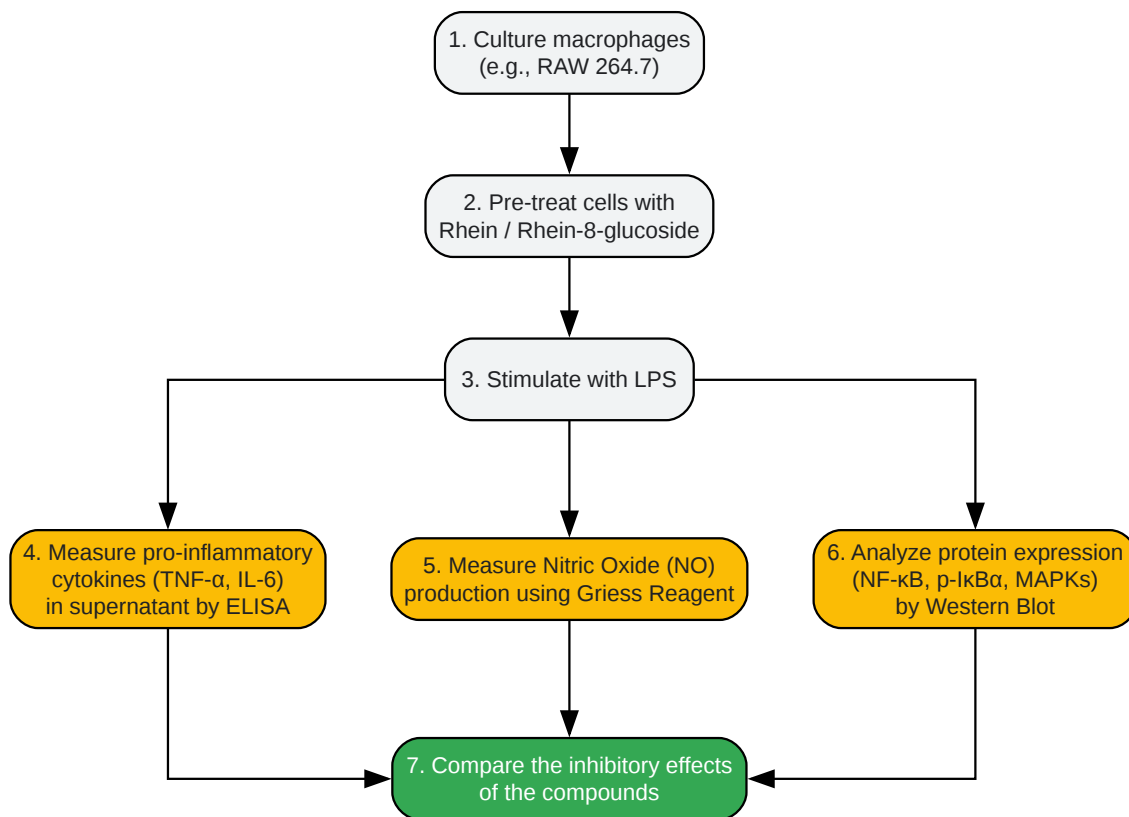 1. Culture macrophages
(e.g., RAW 264.7)
2. Pre-treat cells with
Rhein / Rhein-8-glucoside
3. Stimulate with LPS
4. Measure pro-inflammatory
cytokines (TNF-α, IL-6)
in supernatant by ELISA
5. Measure Nitric Oxide (NO)
production using Griess Reagent
6. Analyze protein expression
(NF-κB, p-IκBα, MAPKs)
by Western Blot
7. Compare the inhibitory effects
of the compounds